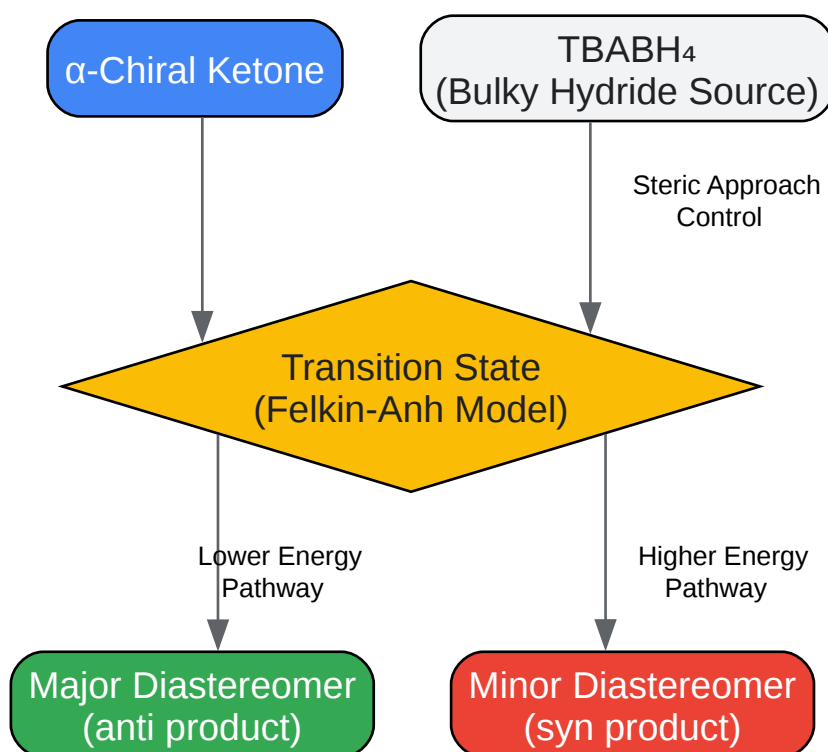 α-Chiral Ketone
TBABH₄
(Bulky Hydride Source)
Steric Approach
Control
Transition State
(Felkin-Anh Model)
Lower Energy
Pathway
Higher Energy
Pathway
Major Diastereomer
(anti product)
Minor Diastereomer
(syn product)